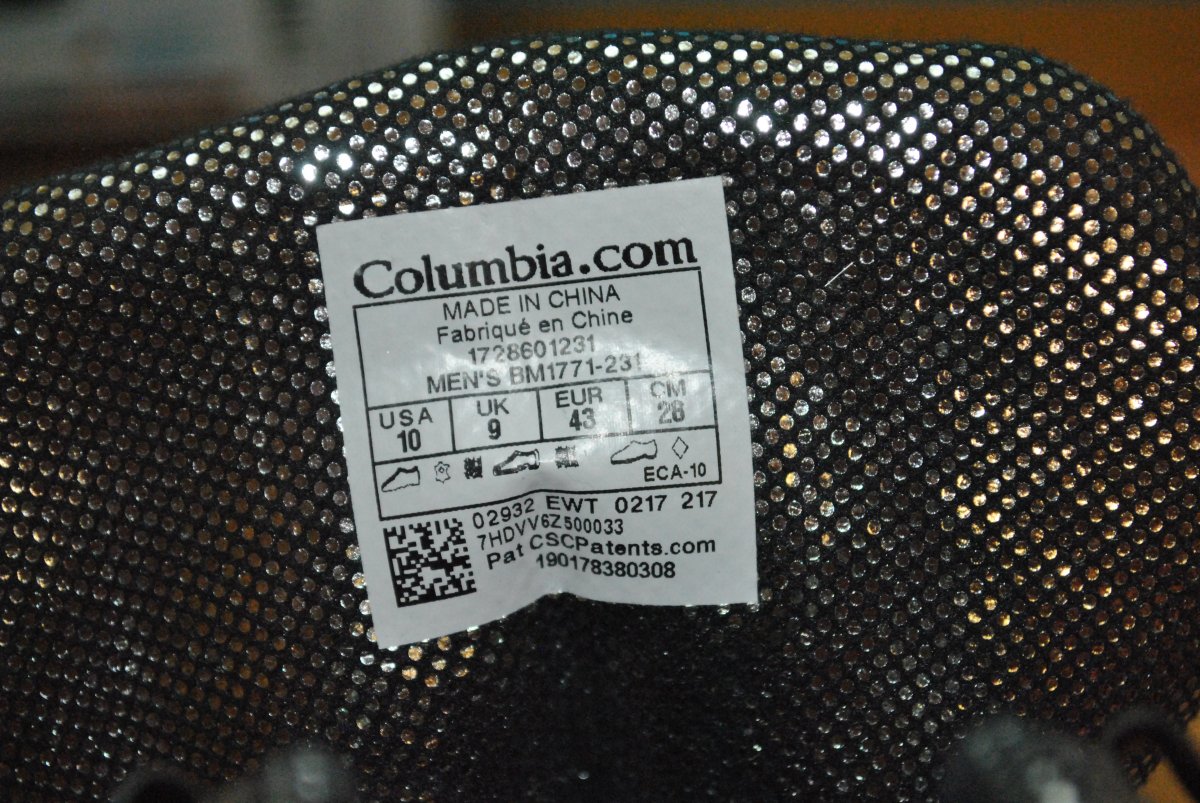 Columbia.com
MADE IN CHINA
Fabriqué en Chine
1728601231
MEN'S BM1771-231
USA UK EUR CM
10 9 43 28
ECA-10
02932 EWT 0217 217
7HDVV6Z500033
Pat CSCPatents.com
190178380308